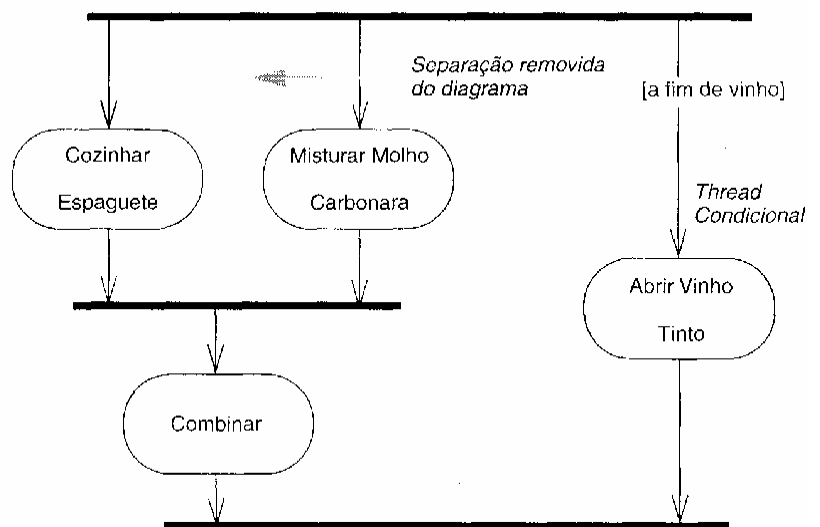 Separação removida
do diagrama
[a fim de vinho]
Cozinhar
Espaguete
Misturar Molho
Carbonara
Thread
Condicional
Abrir Vinho
Tinto
Combinar